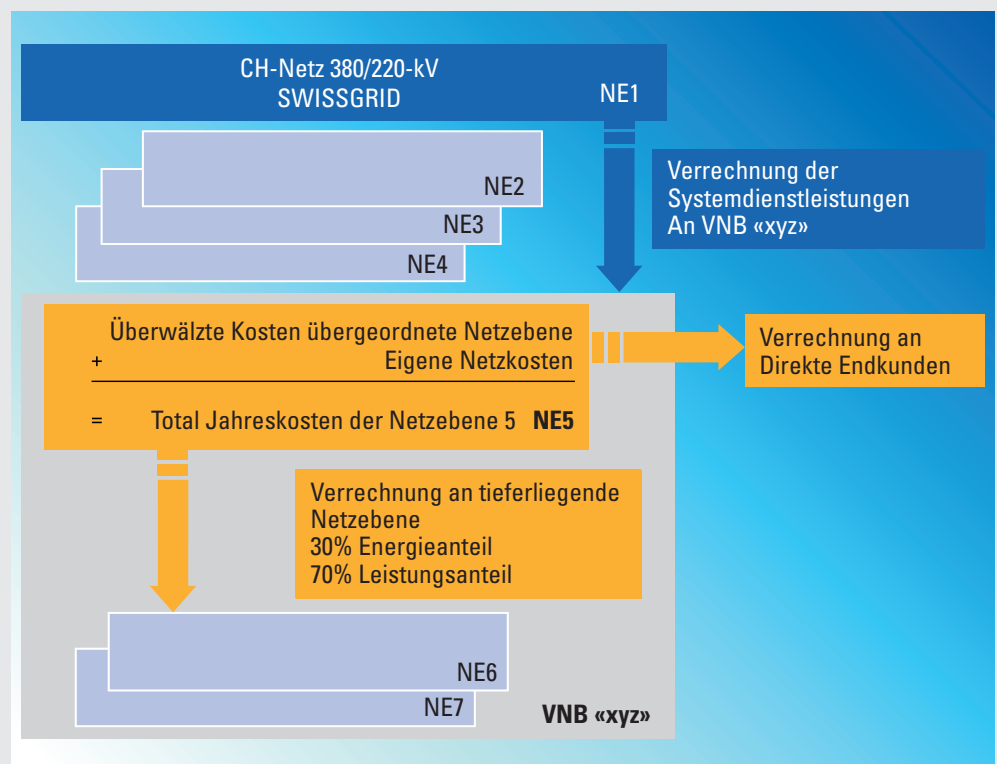 CH-Netz 380/220-kV
SWISSGRID
NE1
NE2
NE3
NE4
Verrechnung der
Systemdienstleistungen
An VNB «xyz»
Überwälzte Kosten übergeordnete Netzebene
+ Eigene Netzkosten
= Total Jahreskosten der Netzebene 5 NE5
Verrechnung an
Direkte Endkunden
Verrechnung an tieferliegende
Netzebene
30% Energieanteil
70% Leistungsanteil
NE6
NE7
VNB «xyz»